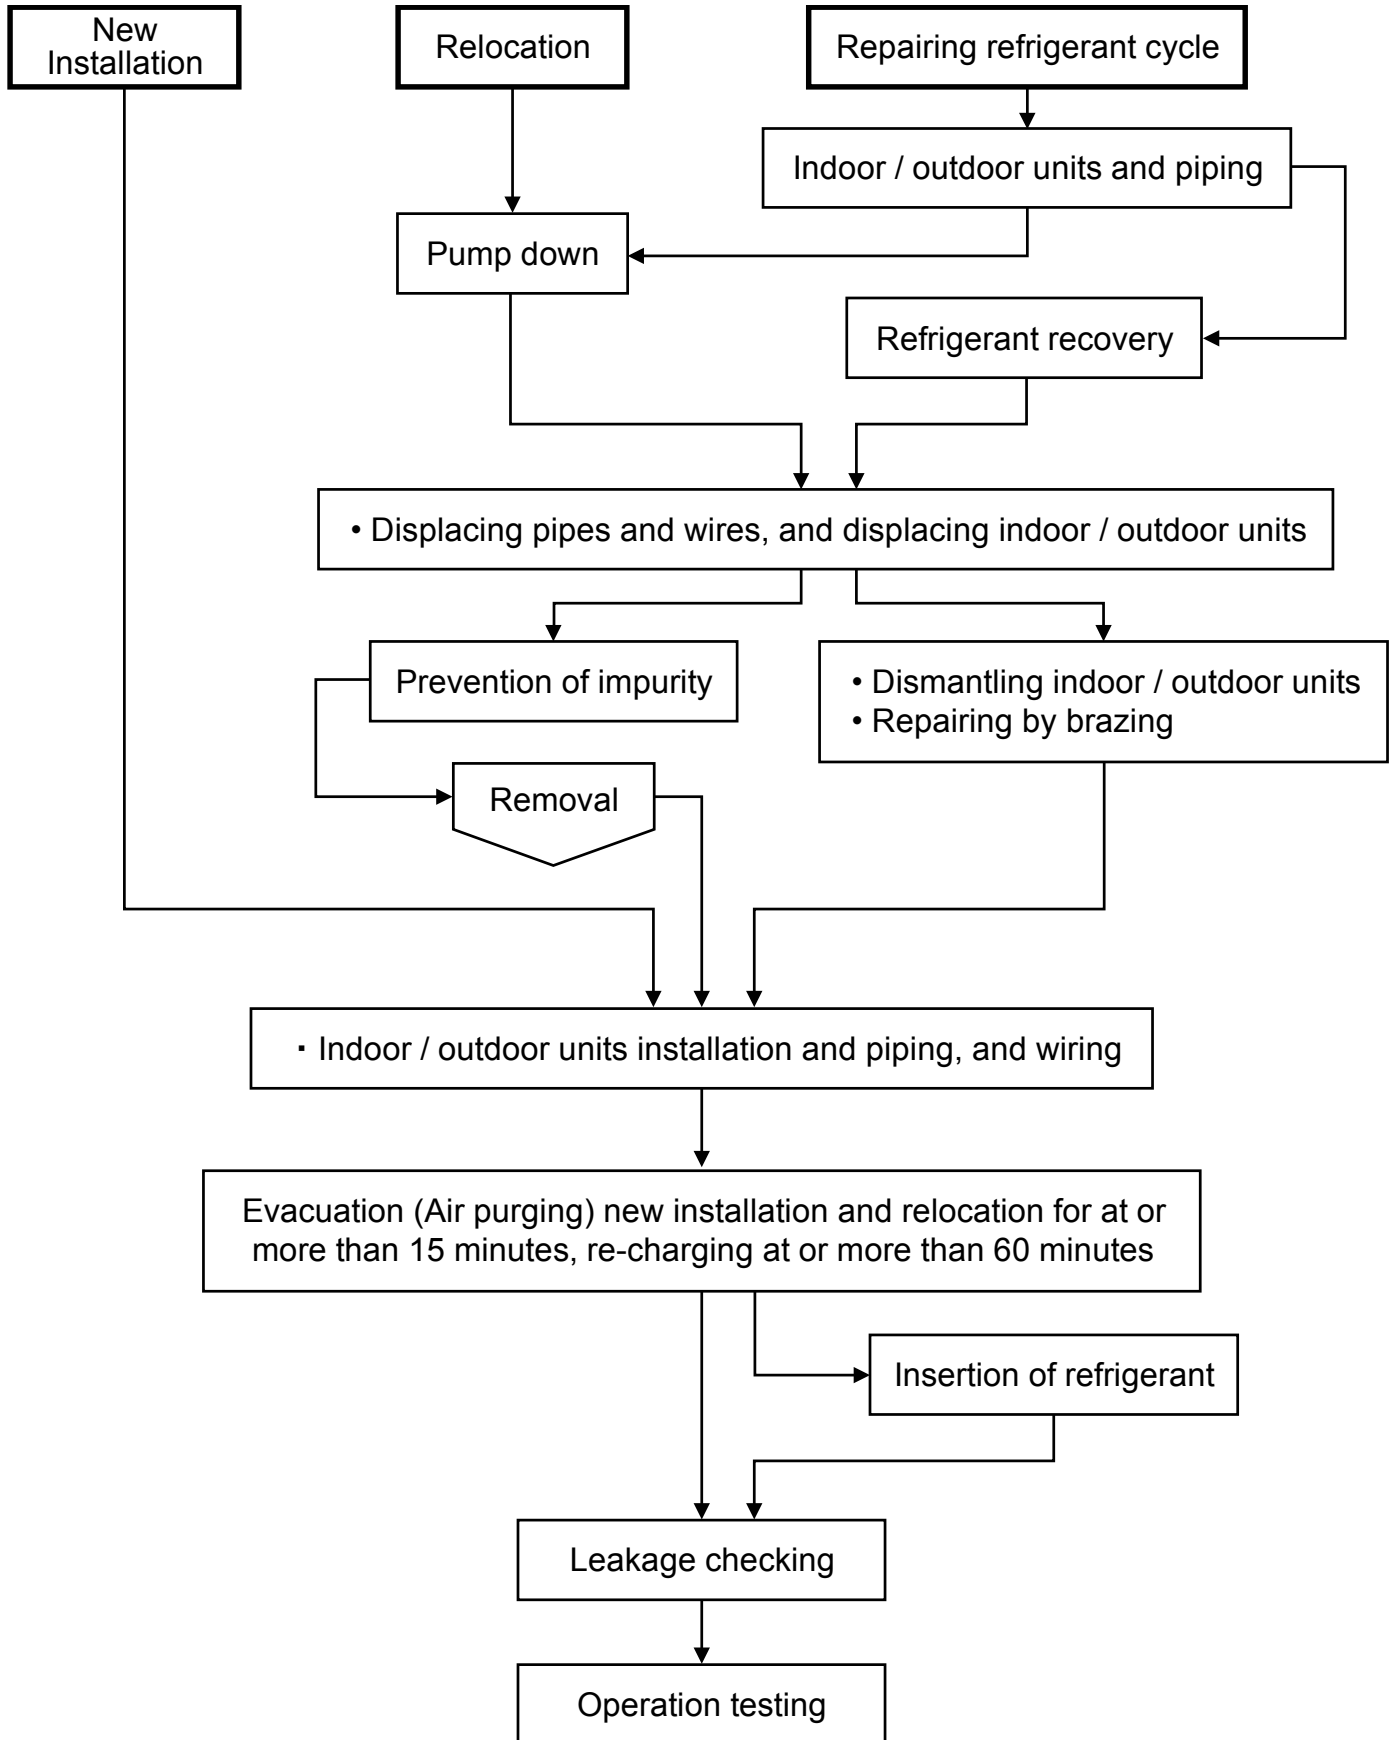 New
Installation
Relocation
Repairing refrigerant cycle
Indoor / outdoor units and piping
Pump down
Refrigerant recovery
• Displacing pipes and wires, and displacing indoor / outdoor units
Prevention of impurity
• Dismantling indoor / outdoor units
• Repairing by brazing
Removal
・Indoor / outdoor units installation and piping, and wiring
Evacuation (Air purging) new installation and relocation for at or
more than 15 minutes, re-charging at or more than 60 minutes
Insertion of refrigerant
Leakage checking
Operation testing